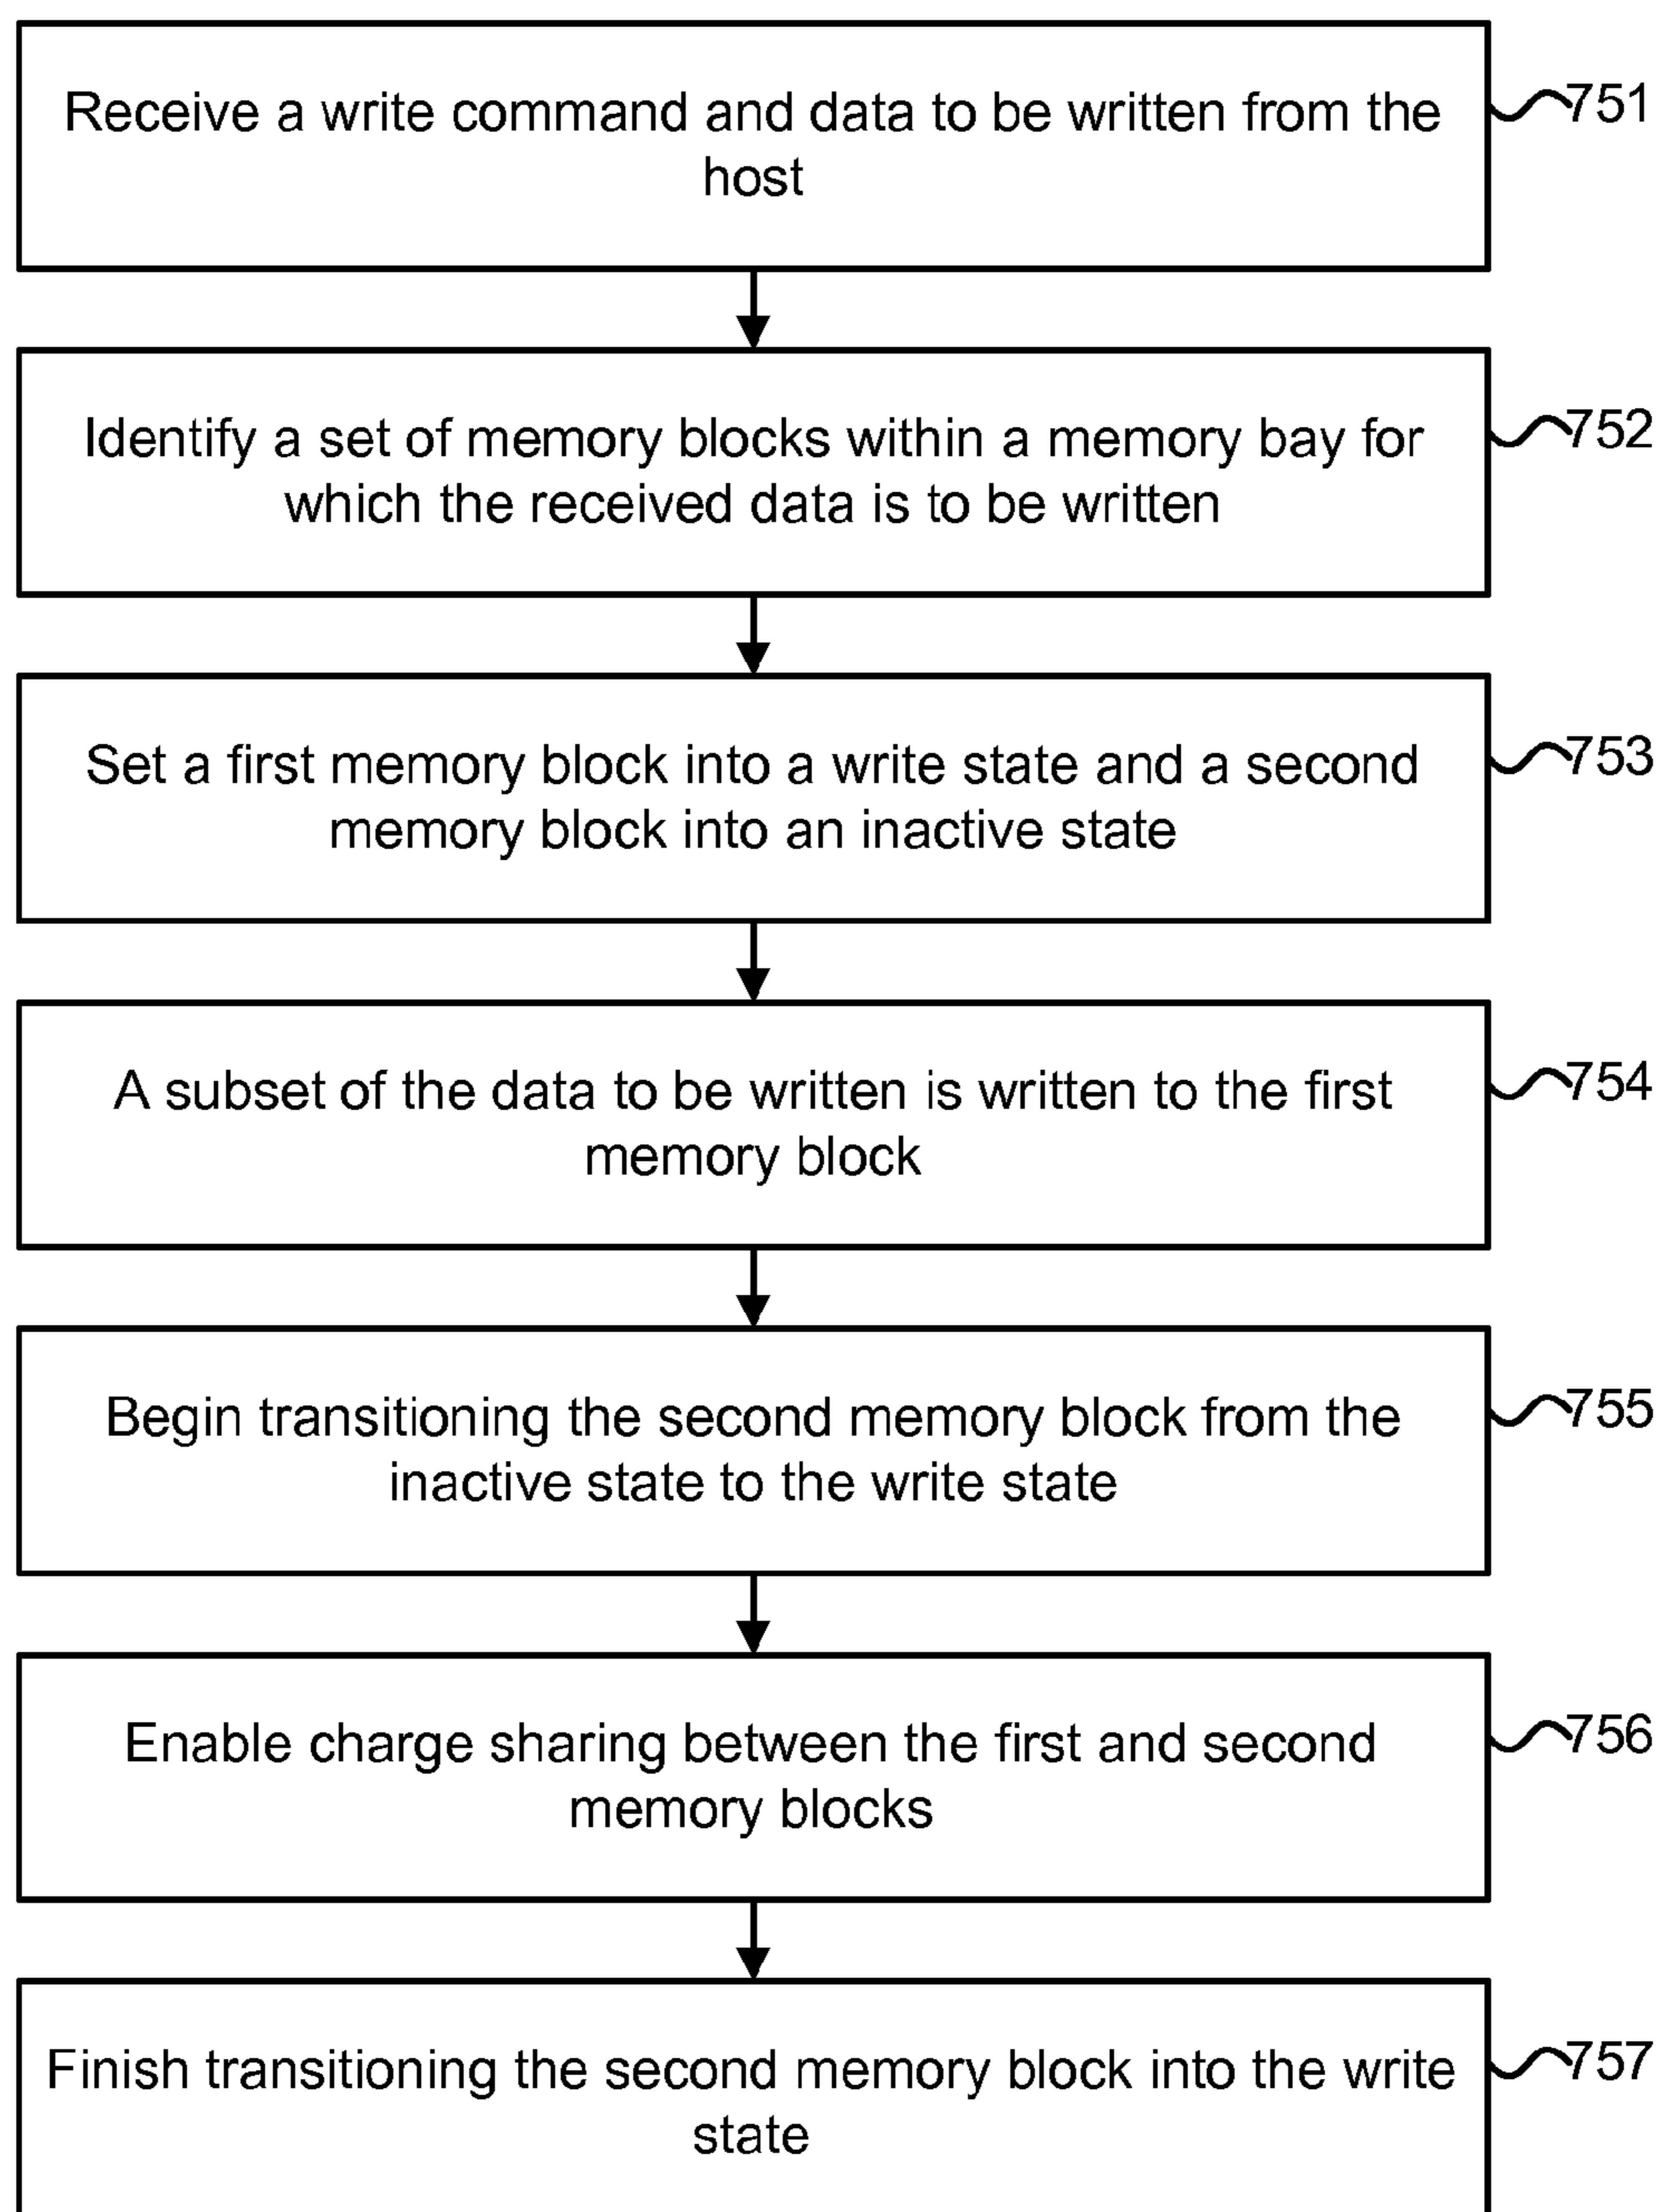 Receive a write command and data to be written from the
host
751
Identify a set of memory blocks within a memory bay for
which the received data is to be written
752
Set a first memory block into a write state and a second
memory block into an inactive state
753
A subset of the data to be written is written to the first
memory block
754
Begin transitioning the second memory block from the
inactive state to the write state
755
Enable charge sharing between the first and second
memory blocks
756
Finish transitioning the second memory block into the write
state
757